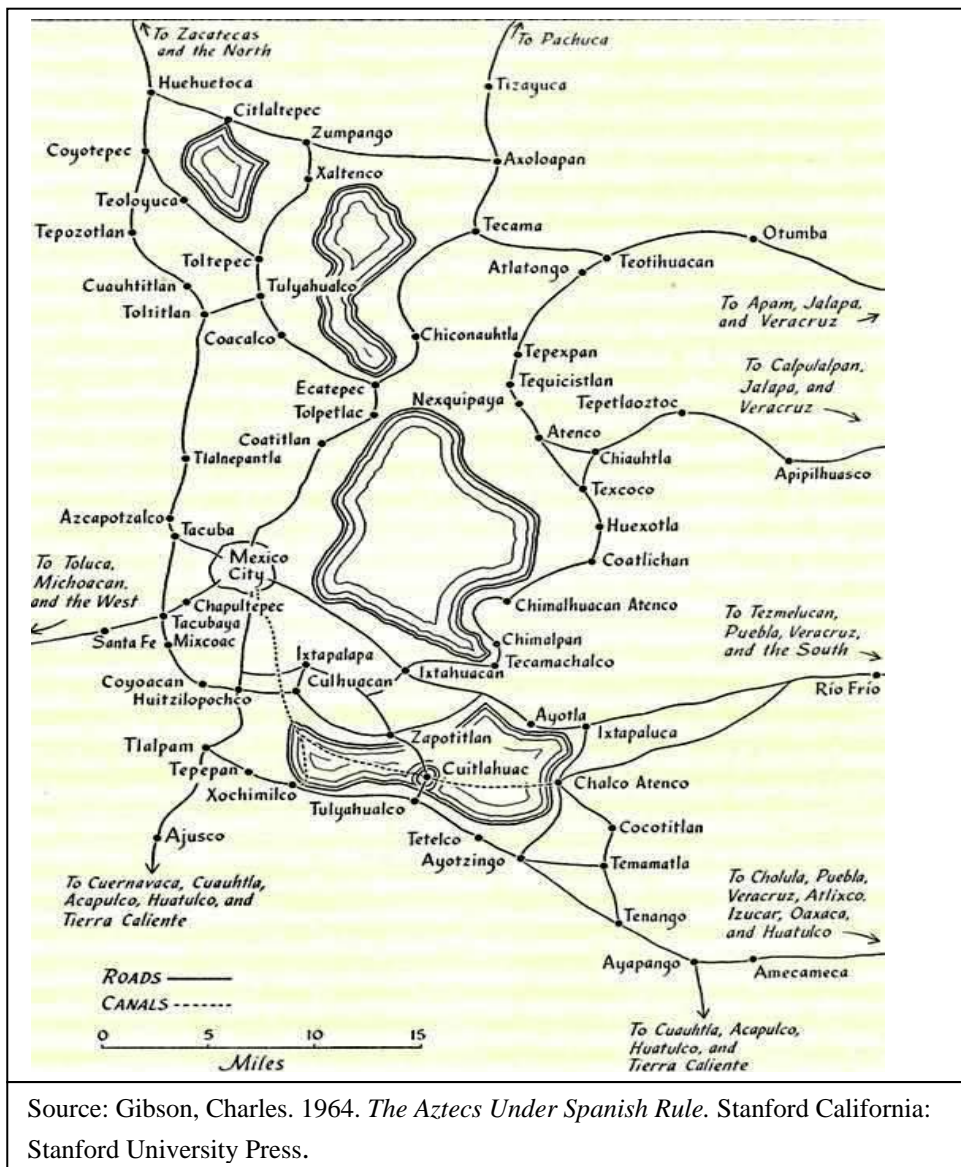 To Zacatecas
and the North
To Pachuca
Huehuetoca
Tizayuca
Citlaltepec
Zumpango
Coyotepec
Axoloapan
Xaltenco
Teoloyuca
Tepozotlan
Tecama
Otumba
Toltepec
Atlatongo
Teotihuacan
Cuauhtitlan
Tulyahualco
Toltitlan
To Apam, Jalapa,
and Veracruz
Coacalco
Chiconauhtla
Tepexpan
To Calpulalpan,
Jalapa, and
Veracruz
Ecatepec
Tequicistlan
Nexquipaya
Tepetlaoztoc
Tolpetlac
Coatitlan
Atenco
Chiauhtla
Tlalnepantla
Apipilhuasco
Texcoco
Azcapotzalco
Tacuba
Huexotla
Mexico
City
Coatlichan
To Toluca,
Michoacan,
and the West
Chapultepec
Chimalhuacan Atenco
Tacubaya
To Tezmelucan,
Puebla, Veracruz,
and the South
Santa Fe
Mixcoac
Chimalpan
Ixtapalapa
Tecamachalco
Culhuacan
Ixtahuacan
Coyoacan
Huitzilopochco
Río Frío
Ayotla
Ixtapaluca
Tlalpam
Zapotitlan
Tepepan
Cuitlahuac
Chalco Atenco
Xochimilco
Tulyahualco
Cocotitlan
Ajusco
Tetelco
Ayotzingo
Temamatla
To Cuernavaca, Cuauhtla,
Acapulco, Huatulco, and
Tierra Caliente
To Cholula, Puebla,
Veracruz, Atlixco,
Izucar, Oaxaca,
and Huatulco
Tenango
Ayapango
Amecameca
ROADS
CANALS
0 5 10 15
Miles
To Cuauhtla, Acapulco,
Huatulco, and
Tierra Caliente
Source: Gibson, Charles. 1964. The Aztecs Under Spanish Rule. Stanford California:
Stanford University Press.